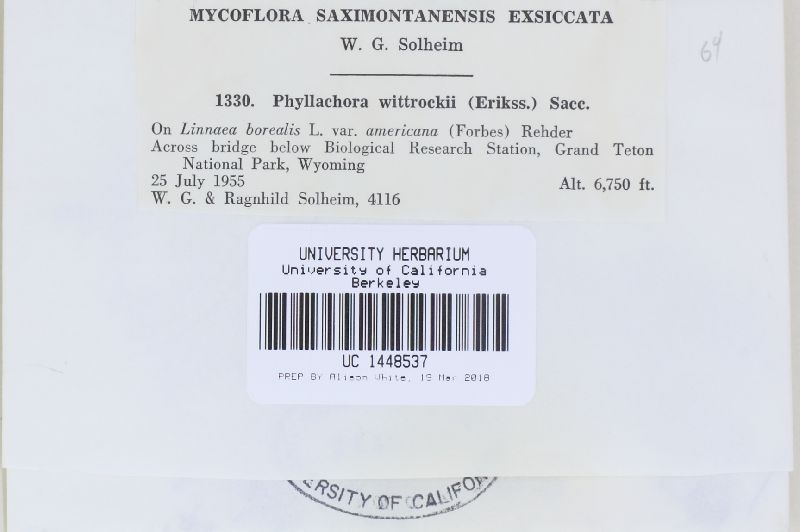 MYCOFLORA SAXIMONTANENSIS EXSICCATA
W. G. Solheim
64
1330. Phyllachora wittrockii (Erikss.) Sacc.
On Linnaea borealis L. var. americana (Forbes) Rehder
Across bridge below Biological Research Station, Grand Teton
National Park, Wyoming
25 July 1955 Alt. 6,750 ft.
W. G. & Ragnhild Solheim, 4116
UNIVERSITY HERBARIUM
University of California
Berkeley
UC 1448537
PREP BY Alison White, 19 Mar 2018
ERSITY OF CALIFO